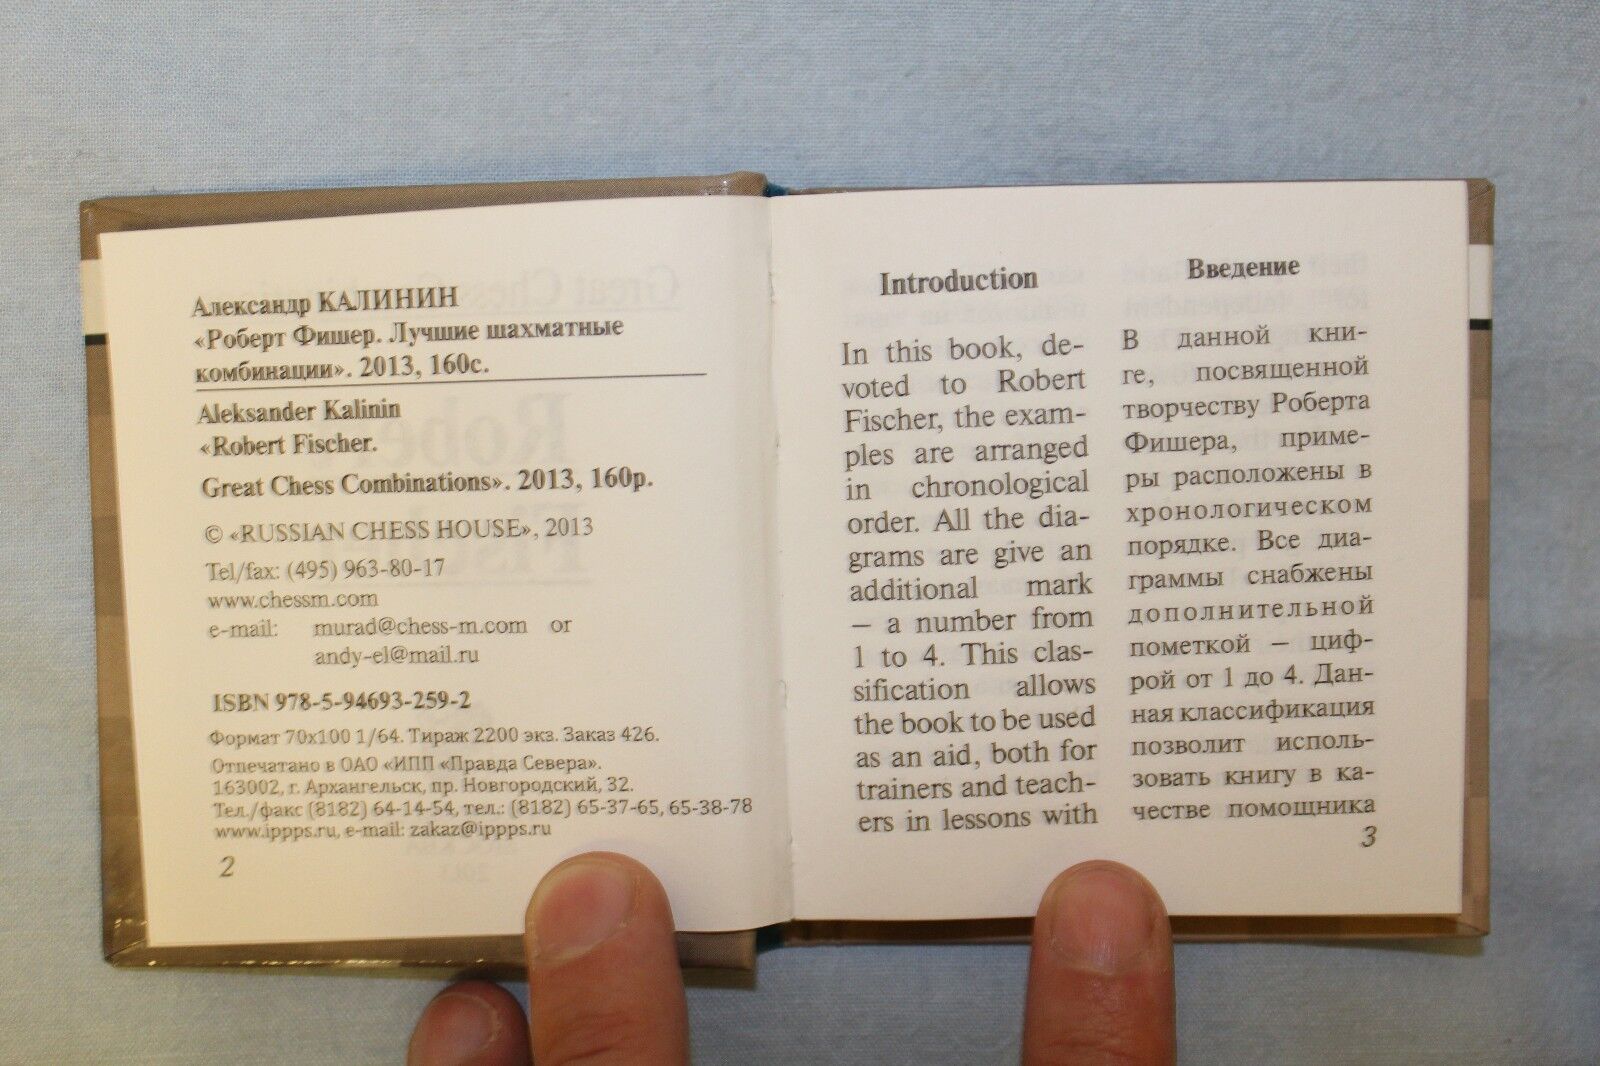 Александр КАЛИНИН
«Роберт Фишер. Лучшие шахматные
комбинации». 2013, 160с.
Aleksander Kalinin
«Robert Fischer.
Great Chess Combinations». 2013, 160p.
© «RUSSIAN CHESS HOUSE», 2013
Tel/fax: (495) 963-80-17
www.chessm.com
e-mail: murad@chess-m.com or
andy-el@mail.ru
ISBN 978-5-94693-259-2
Формат 70х100 1/64. Тираж 2200 экз. Заказ 426.
Отпечатано в ОАО «ИПП «Правда Севера».
163002, г. Архангельск, пр. Новгородский, 32.
Тел./факс (8182) 64-14-54, тел.: (8182) 65-37-65, 65-38-78
www.ippps.ru, e-mail: zakaz@ippps.ru
2
Introduction
In this book, de-
voted to Robert
Fischer, the exam-
ples are arranged
in chronological
order. All the dia-
grams are give an
additional mark
– a number from
1 to 4. This clas-
sification allows
the book to be used
as an aid, both for
trainers and teach-
ers in lessons with
Введение
В данной кни-
ге, посвященной
творчеству Роберта
Фишера, приме-
ры расположены в
хронологическом
порядке. Все диа-
граммы снабжены
дополнительной
пометкой – циф-
рой от 1 до 4. Дан-
ная классификация
позволит исполь-
зовать книгу в ка-
честве помощника
3